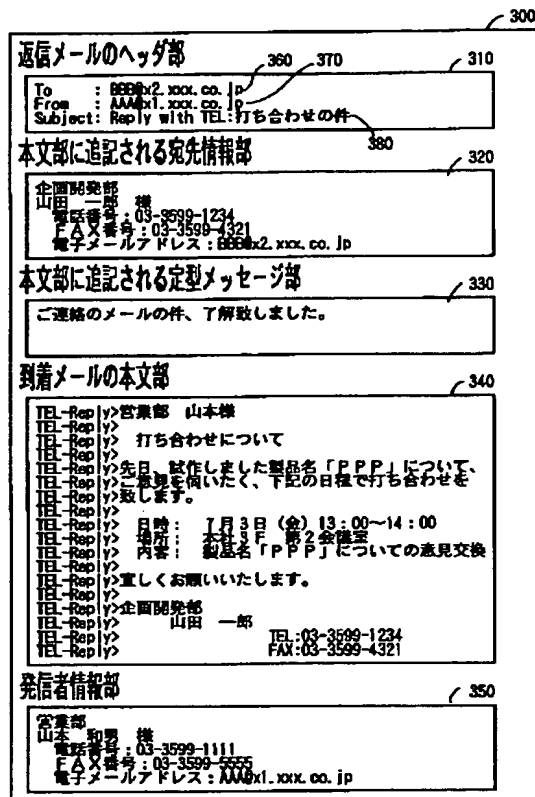 300
返信メールのヘッダ部
360 370 310
To : BBB@x2.xxx.co.jp
From : AAA@x1.xxx.co.jp
Subject: Reply with TEL:打ち合わせの件
380
本文部に追記される宛先情報部
320
企画開発部
山田 一郎 様
電話番号:03-3599-1234
FAX番号:03-3599-4321
電子メールアドレス:BBB@x2.xxx.co.jp
本文部に追記される定型メッセージ部
330
ご連絡のメールの件、了解致しました。
到着メールの本文部
340
TEL-Reply>営業部 山本様
TEL-Reply>
TEL-Reply> 打ち合わせについて
TEL-Reply>
TEL-Reply>先日、試作しました製品名「PPP」について、
TEL-Reply>ご意見を伺いたく、下記の日程で打ち合わせを
TEL-Reply>致します。
TEL-Reply>
TEL-Reply> 日時: 7月3日(金)13:00~14:00
TEL-Reply> 場所: 本社3F 第2会議室
TEL-Reply> 内容: 製品名「PPP」についての意見交換
TEL-Reply>
TEL-Reply>宜しくお願いいたします。
TEL-Reply>
TEL-Reply>企画開発部
TEL-Reply> 山田 一郎
TEL-Reply> TEL:03-3599-1234
TEL-Reply> FAX:03-3599-4321
発信者情報部
350
営業部
山本 和男 様
電話番号:03-3599-1111
FAX番号:03-3599-5555
電子メールアドレス:AAA@x1.xxx.co.jp